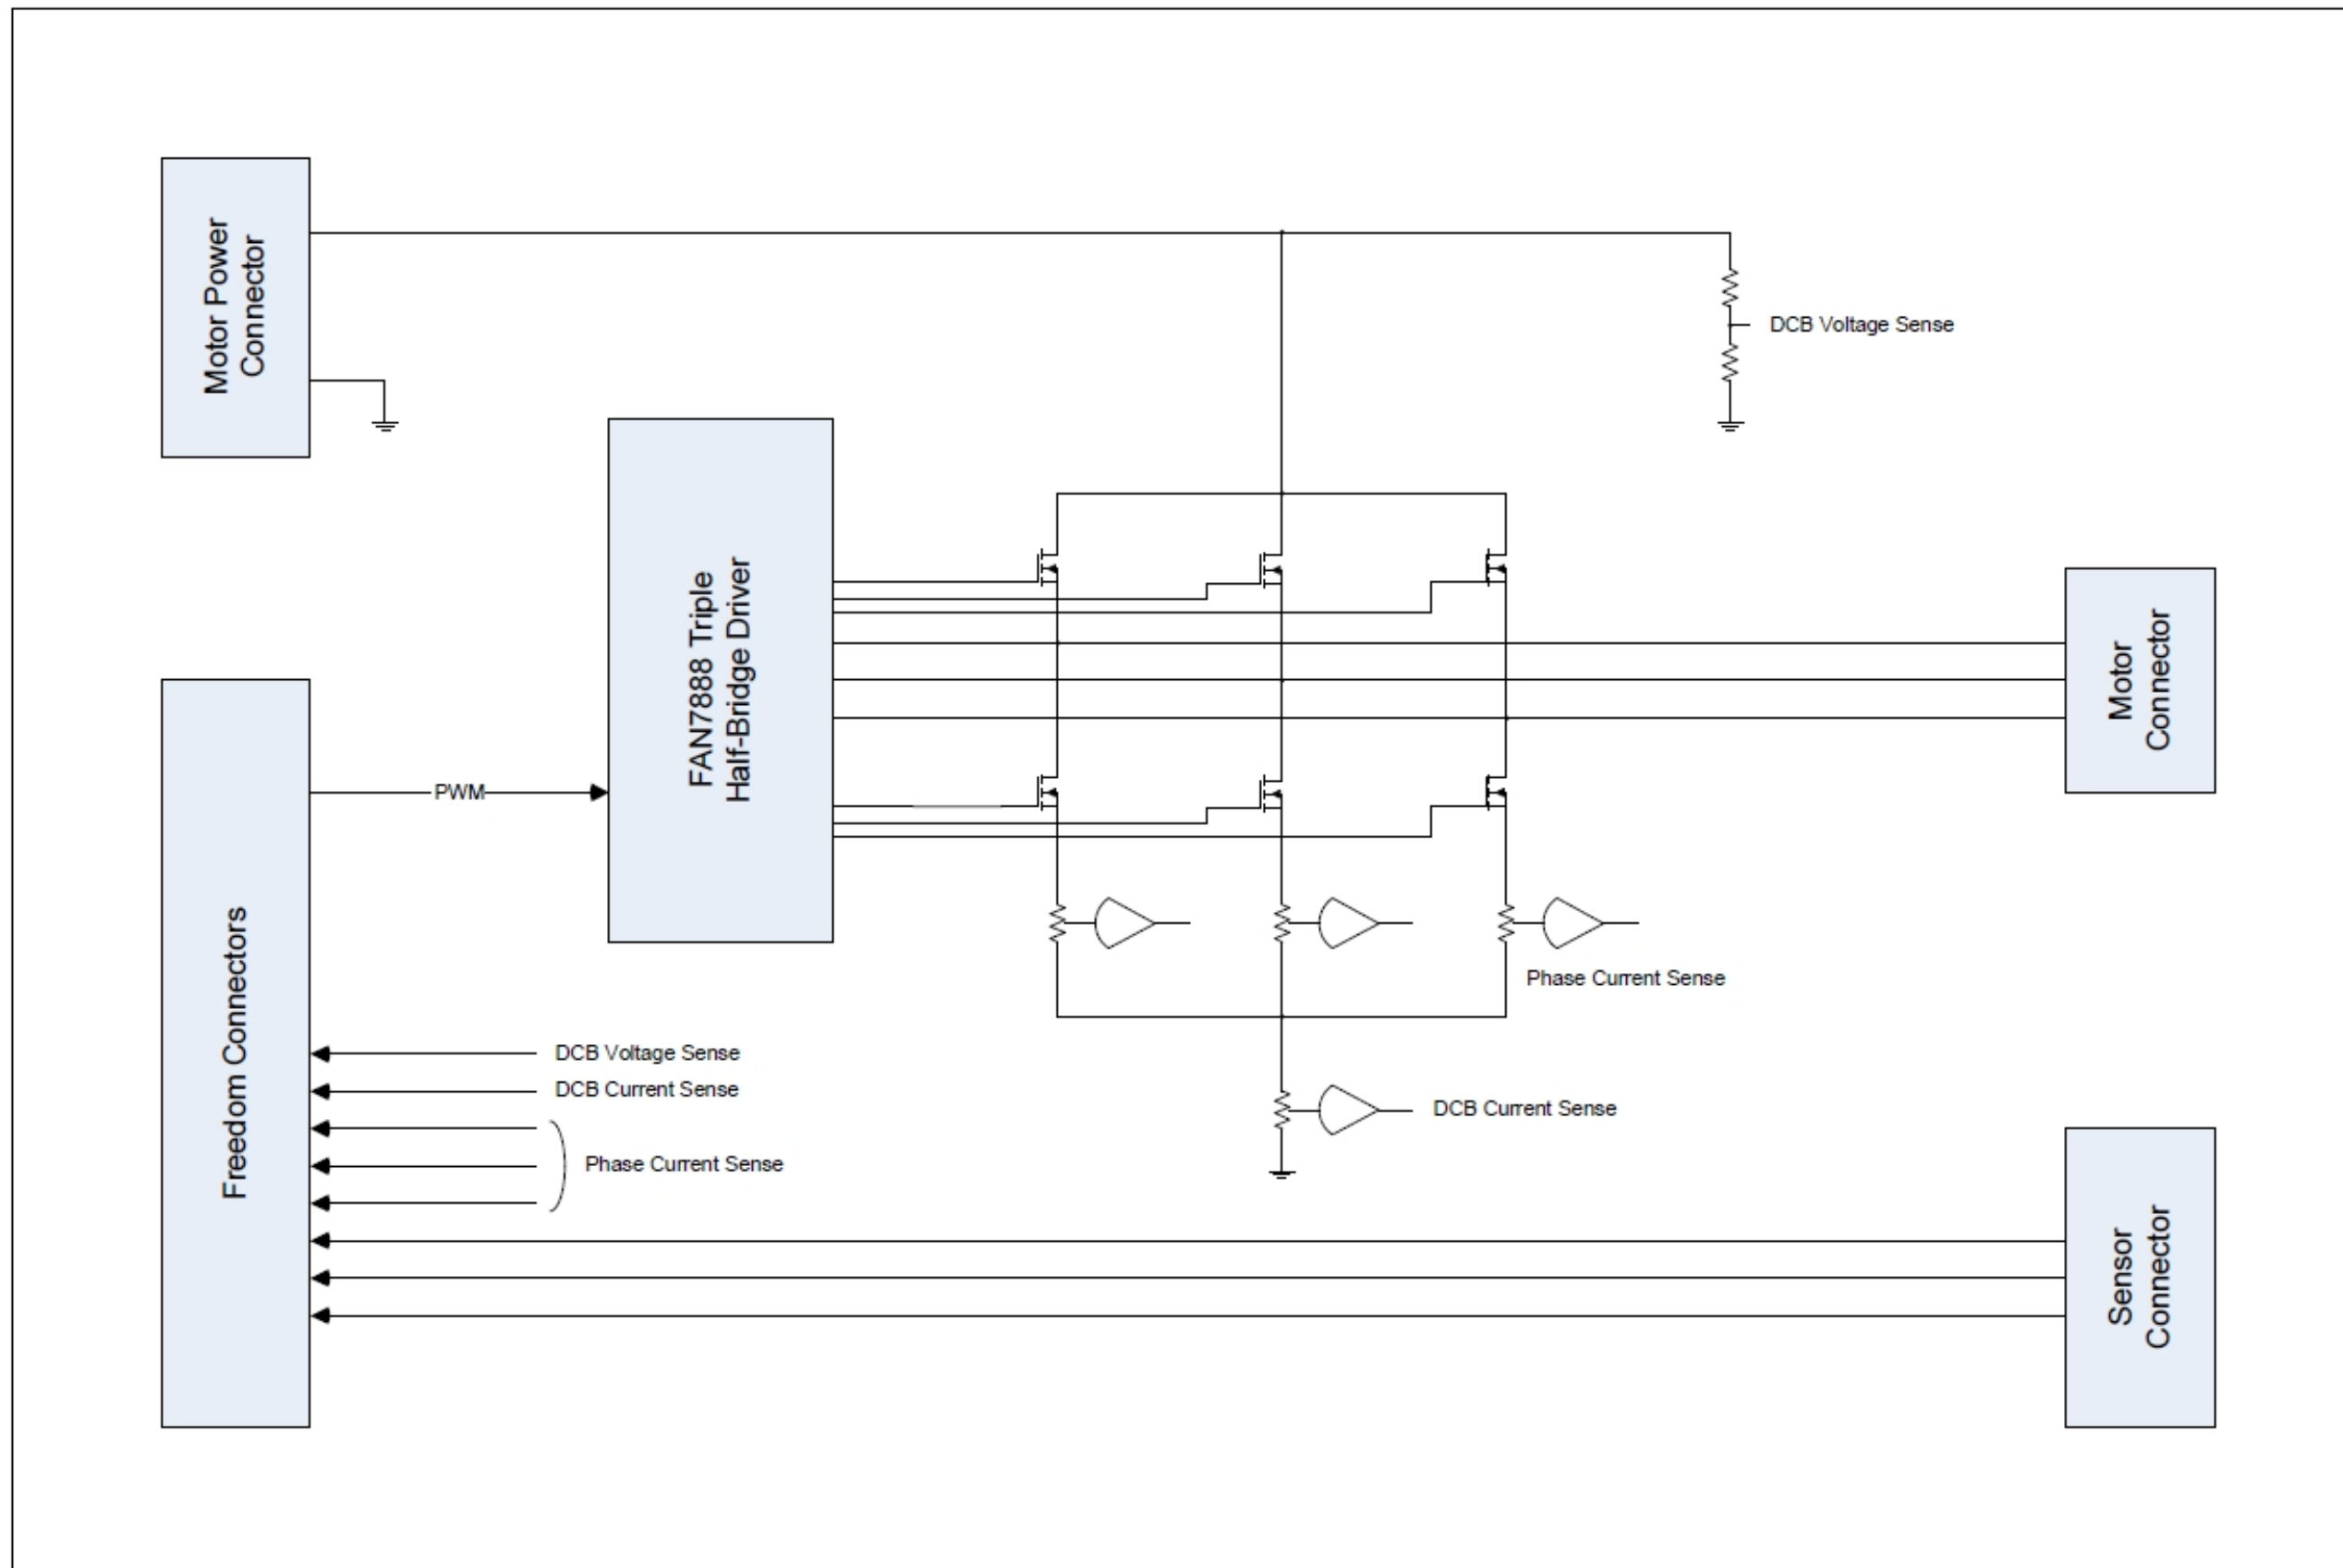 Motor Power
Connector
DCB Voltage Sense
FAN7888 Triple
Half-Bridge Driver
Motor
Connector
PWM
Freedom Connectors
Phase Current Sense
DCB Voltage Sense
DCB Current Sense
DCB Current Sense
Phase Current Sense
Sensor
Connector